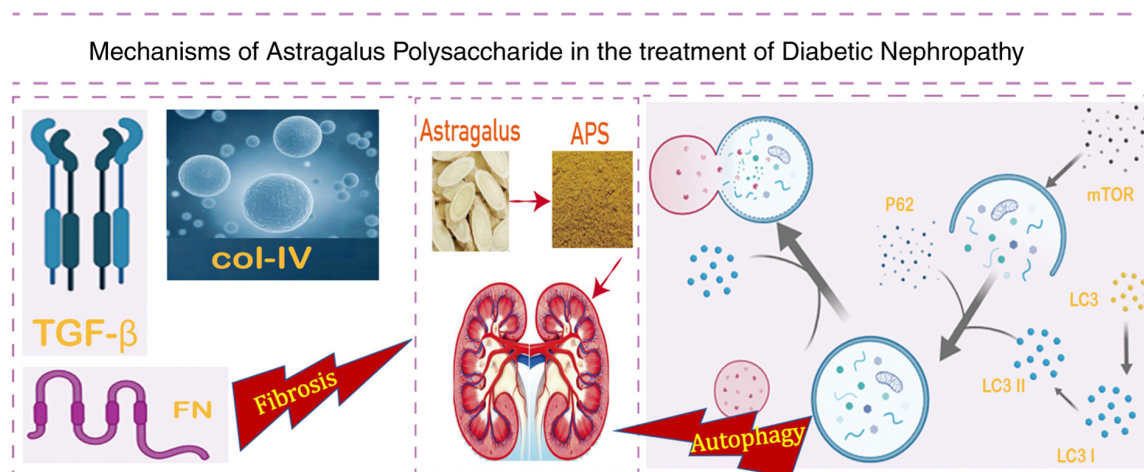 Mechanisms of Astragalus Polysaccharide in the treatment of Diabetic Nephropathy
TGF-β
col-IV
FN
Fibrosis
Astragalus
APS
P62
mTOR
LC3
LC3 II
LC3 I
Autophagy